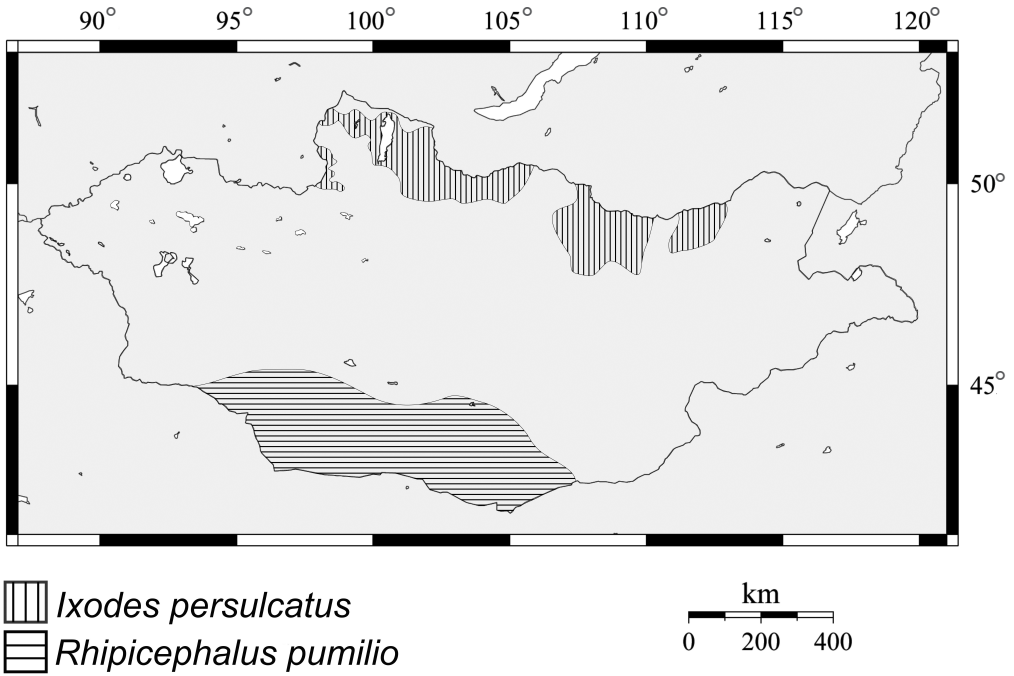 90° 95° 100° 105° 110° 115° 120°
50°
45°
Ixodes persulcatus
Rhipicephalus pumilio
km
0 200 400